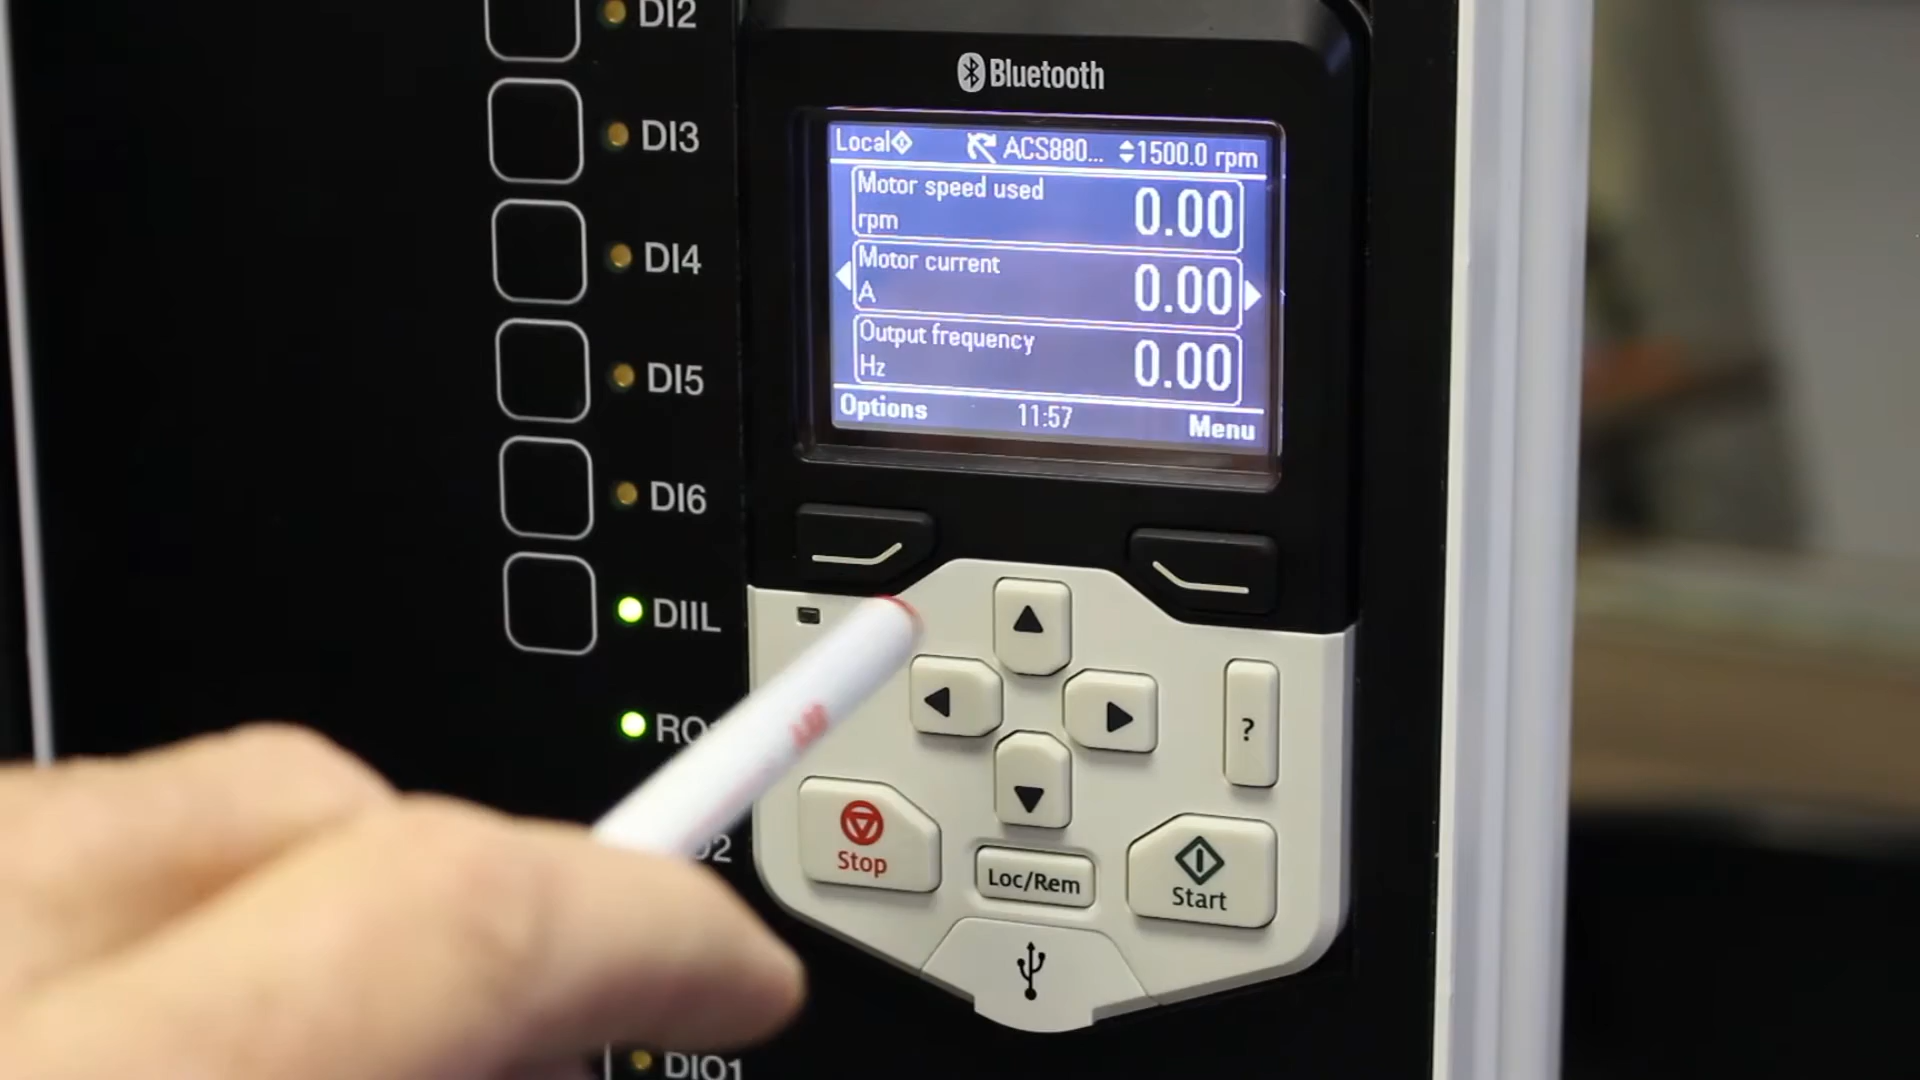 DI2
DI3
DI4
DI5
DI6
DIIL
DIO1
Bluetooth
Local ACS880... 1500.0 rpm
Motor speed used
rpm 0.00
Motor current
A 0.00
Output frequency
Hz 0.00
Options 11:57 Menu
?
Stop
Loc/Rem
Start
ABB